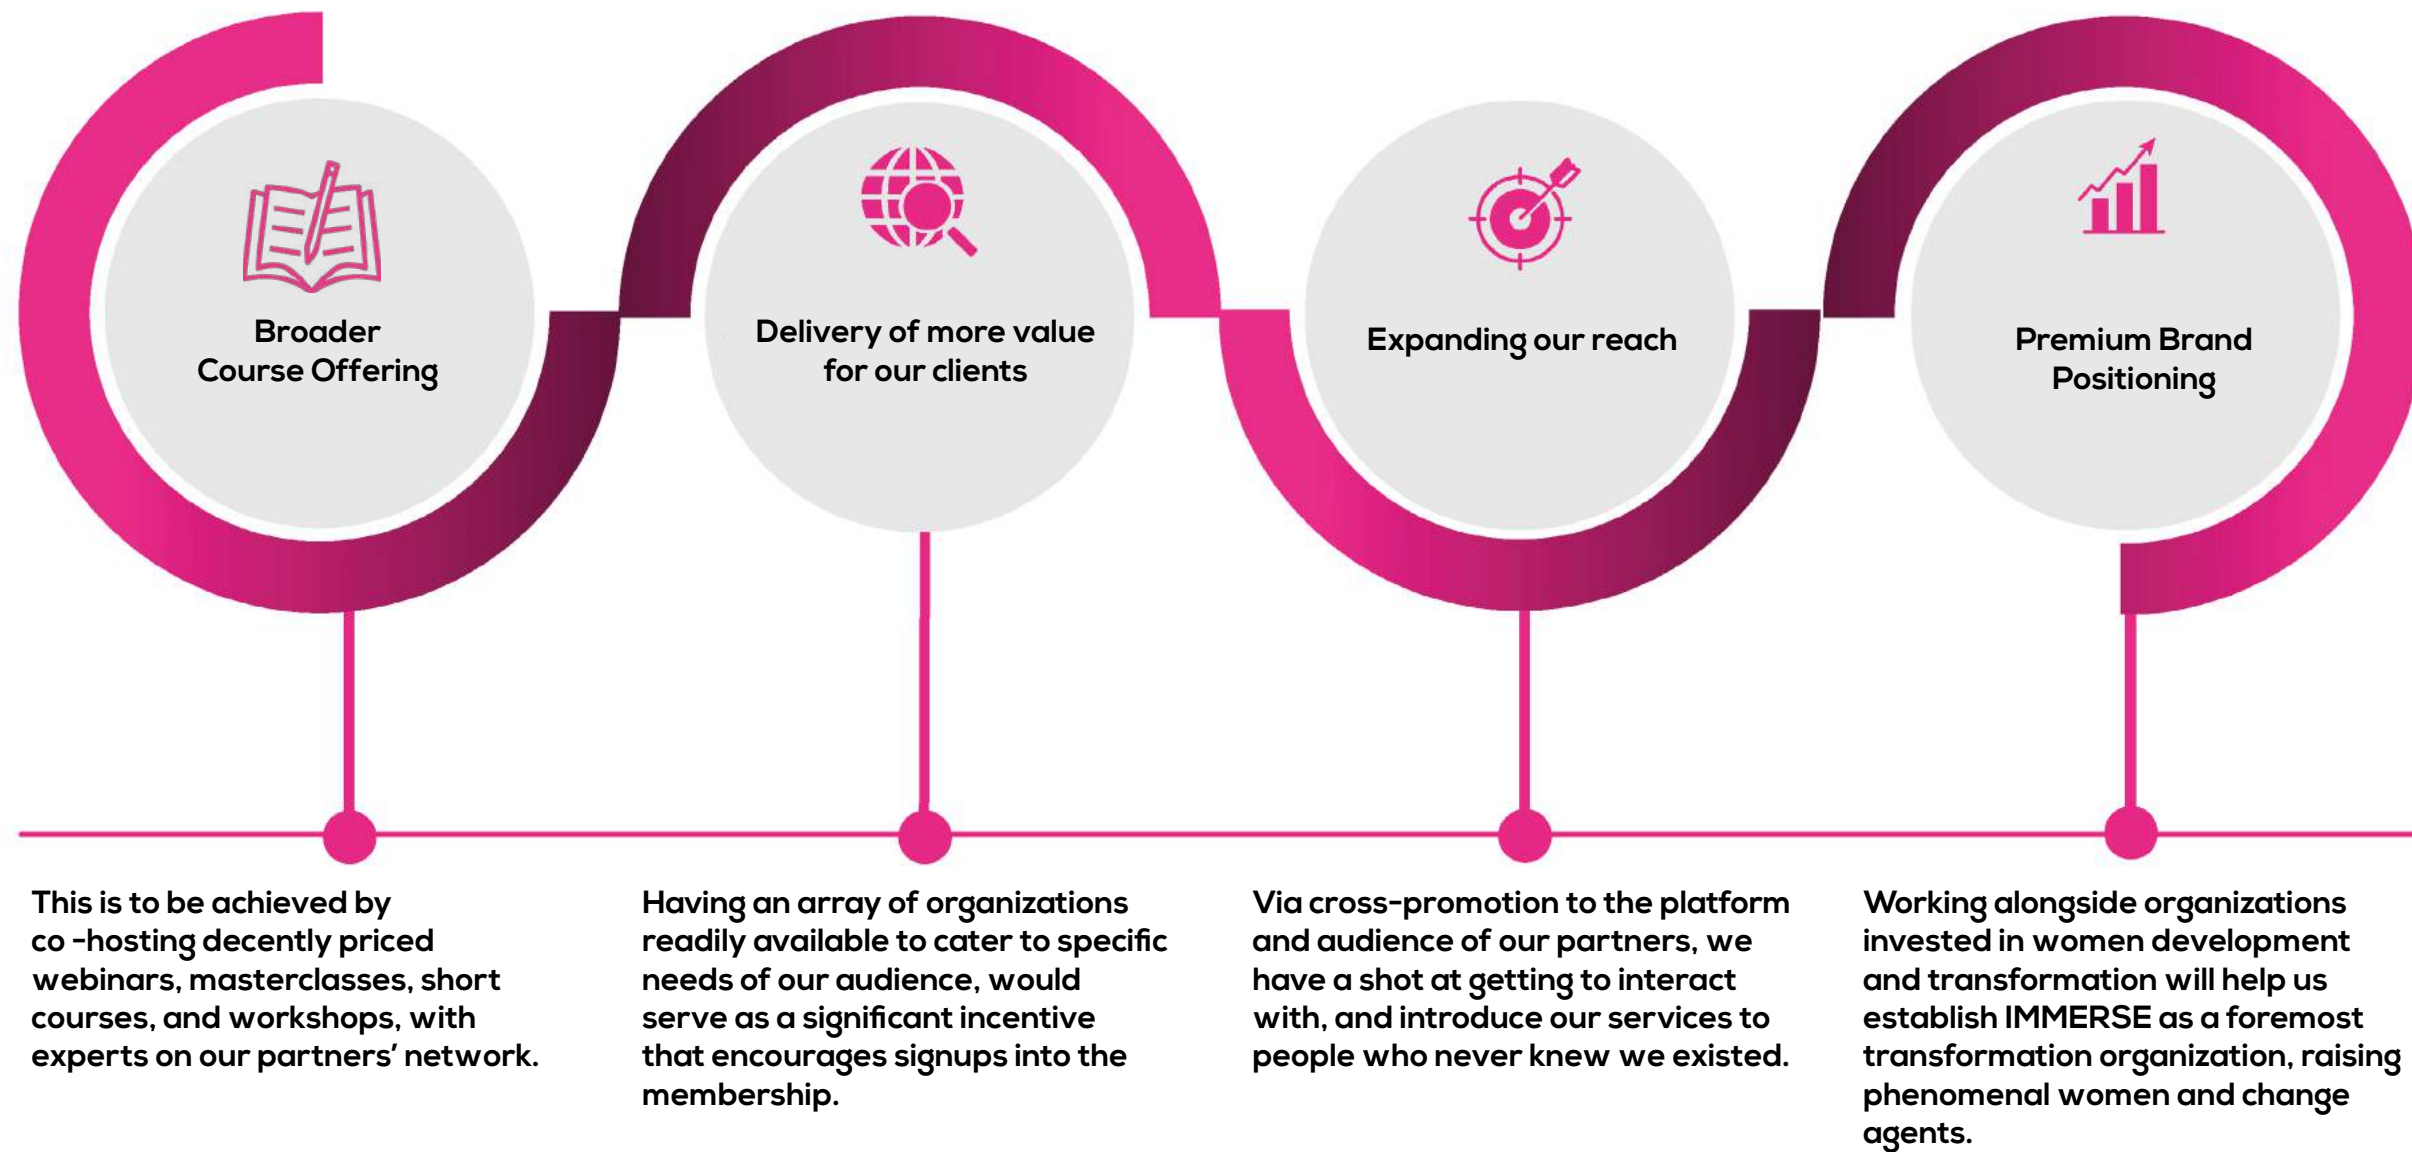 Broader
Course Offering
Delivery of more value
for our clients
Expanding our reach
Premium Brand
Positioning
This is to be achieved by
co -hosting decently priced
webinars, masterclasses, short
courses, and workshops, with
experts on our partners’ network.
Having an array of organizations
readily available to cater to specific
needs of our audience, would
serve as a significant incentive
that encourages signups into the
membership.
Via cross-promotion to the platform
and audience of our partners, we
have a shot at getting to interact
with, and introduce our services to
people who never knew we existed.
Working alongside organizations
invested in women development
and transformation will help us
establish IMMERSE as a foremost
transformation organization, raising
phenomenal women and change
agents.